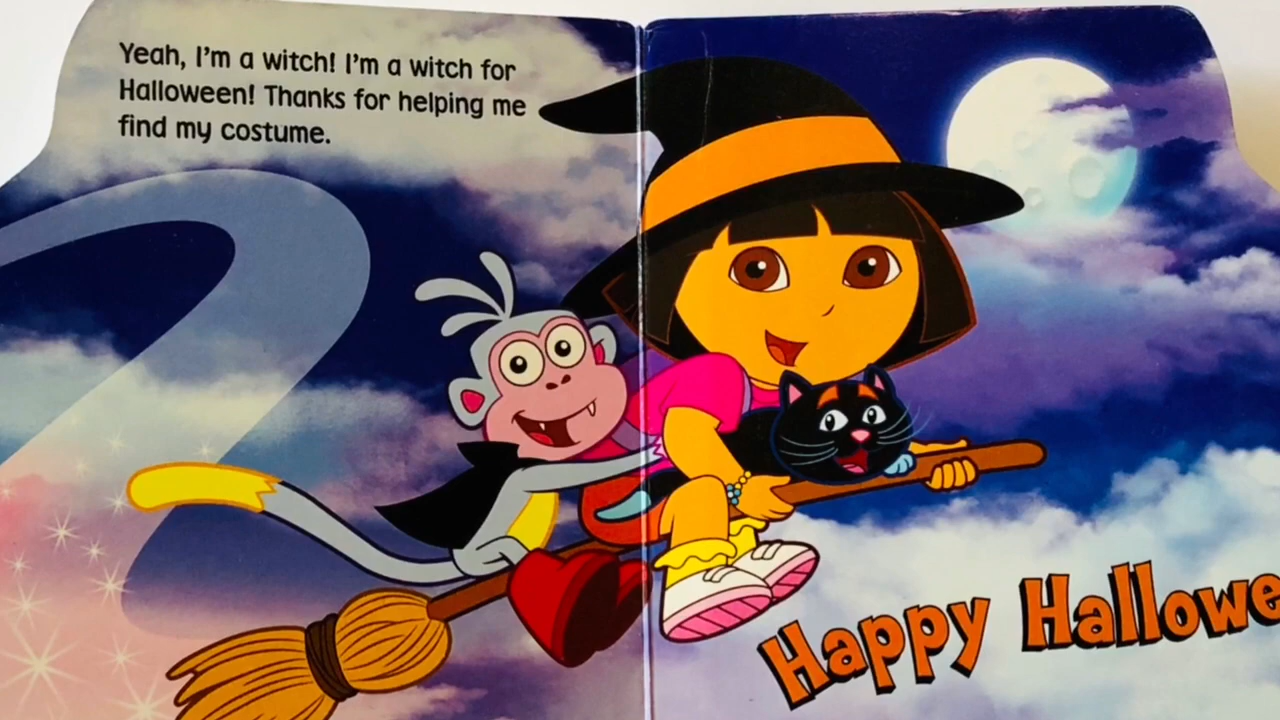 Yeah, I'm a witch! I'm a witch for
Halloween! Thanks for helping me
find my costume.
Happy Hallowe